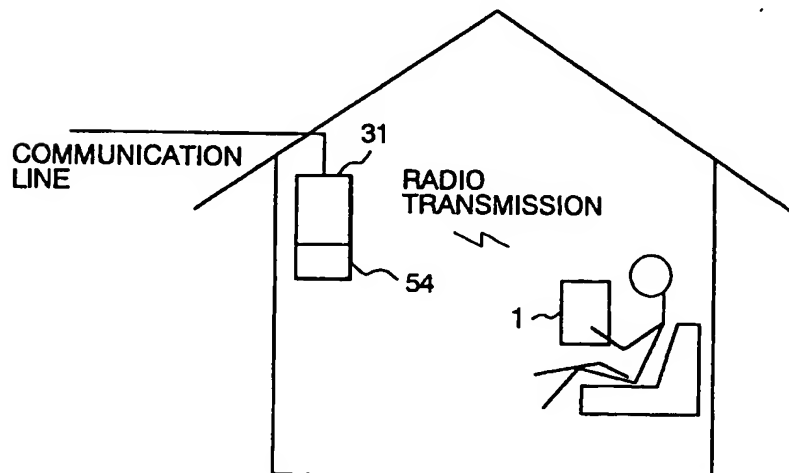 31
COMMUNICATION
LINE
RADIO
TRANSMISSION
54
1